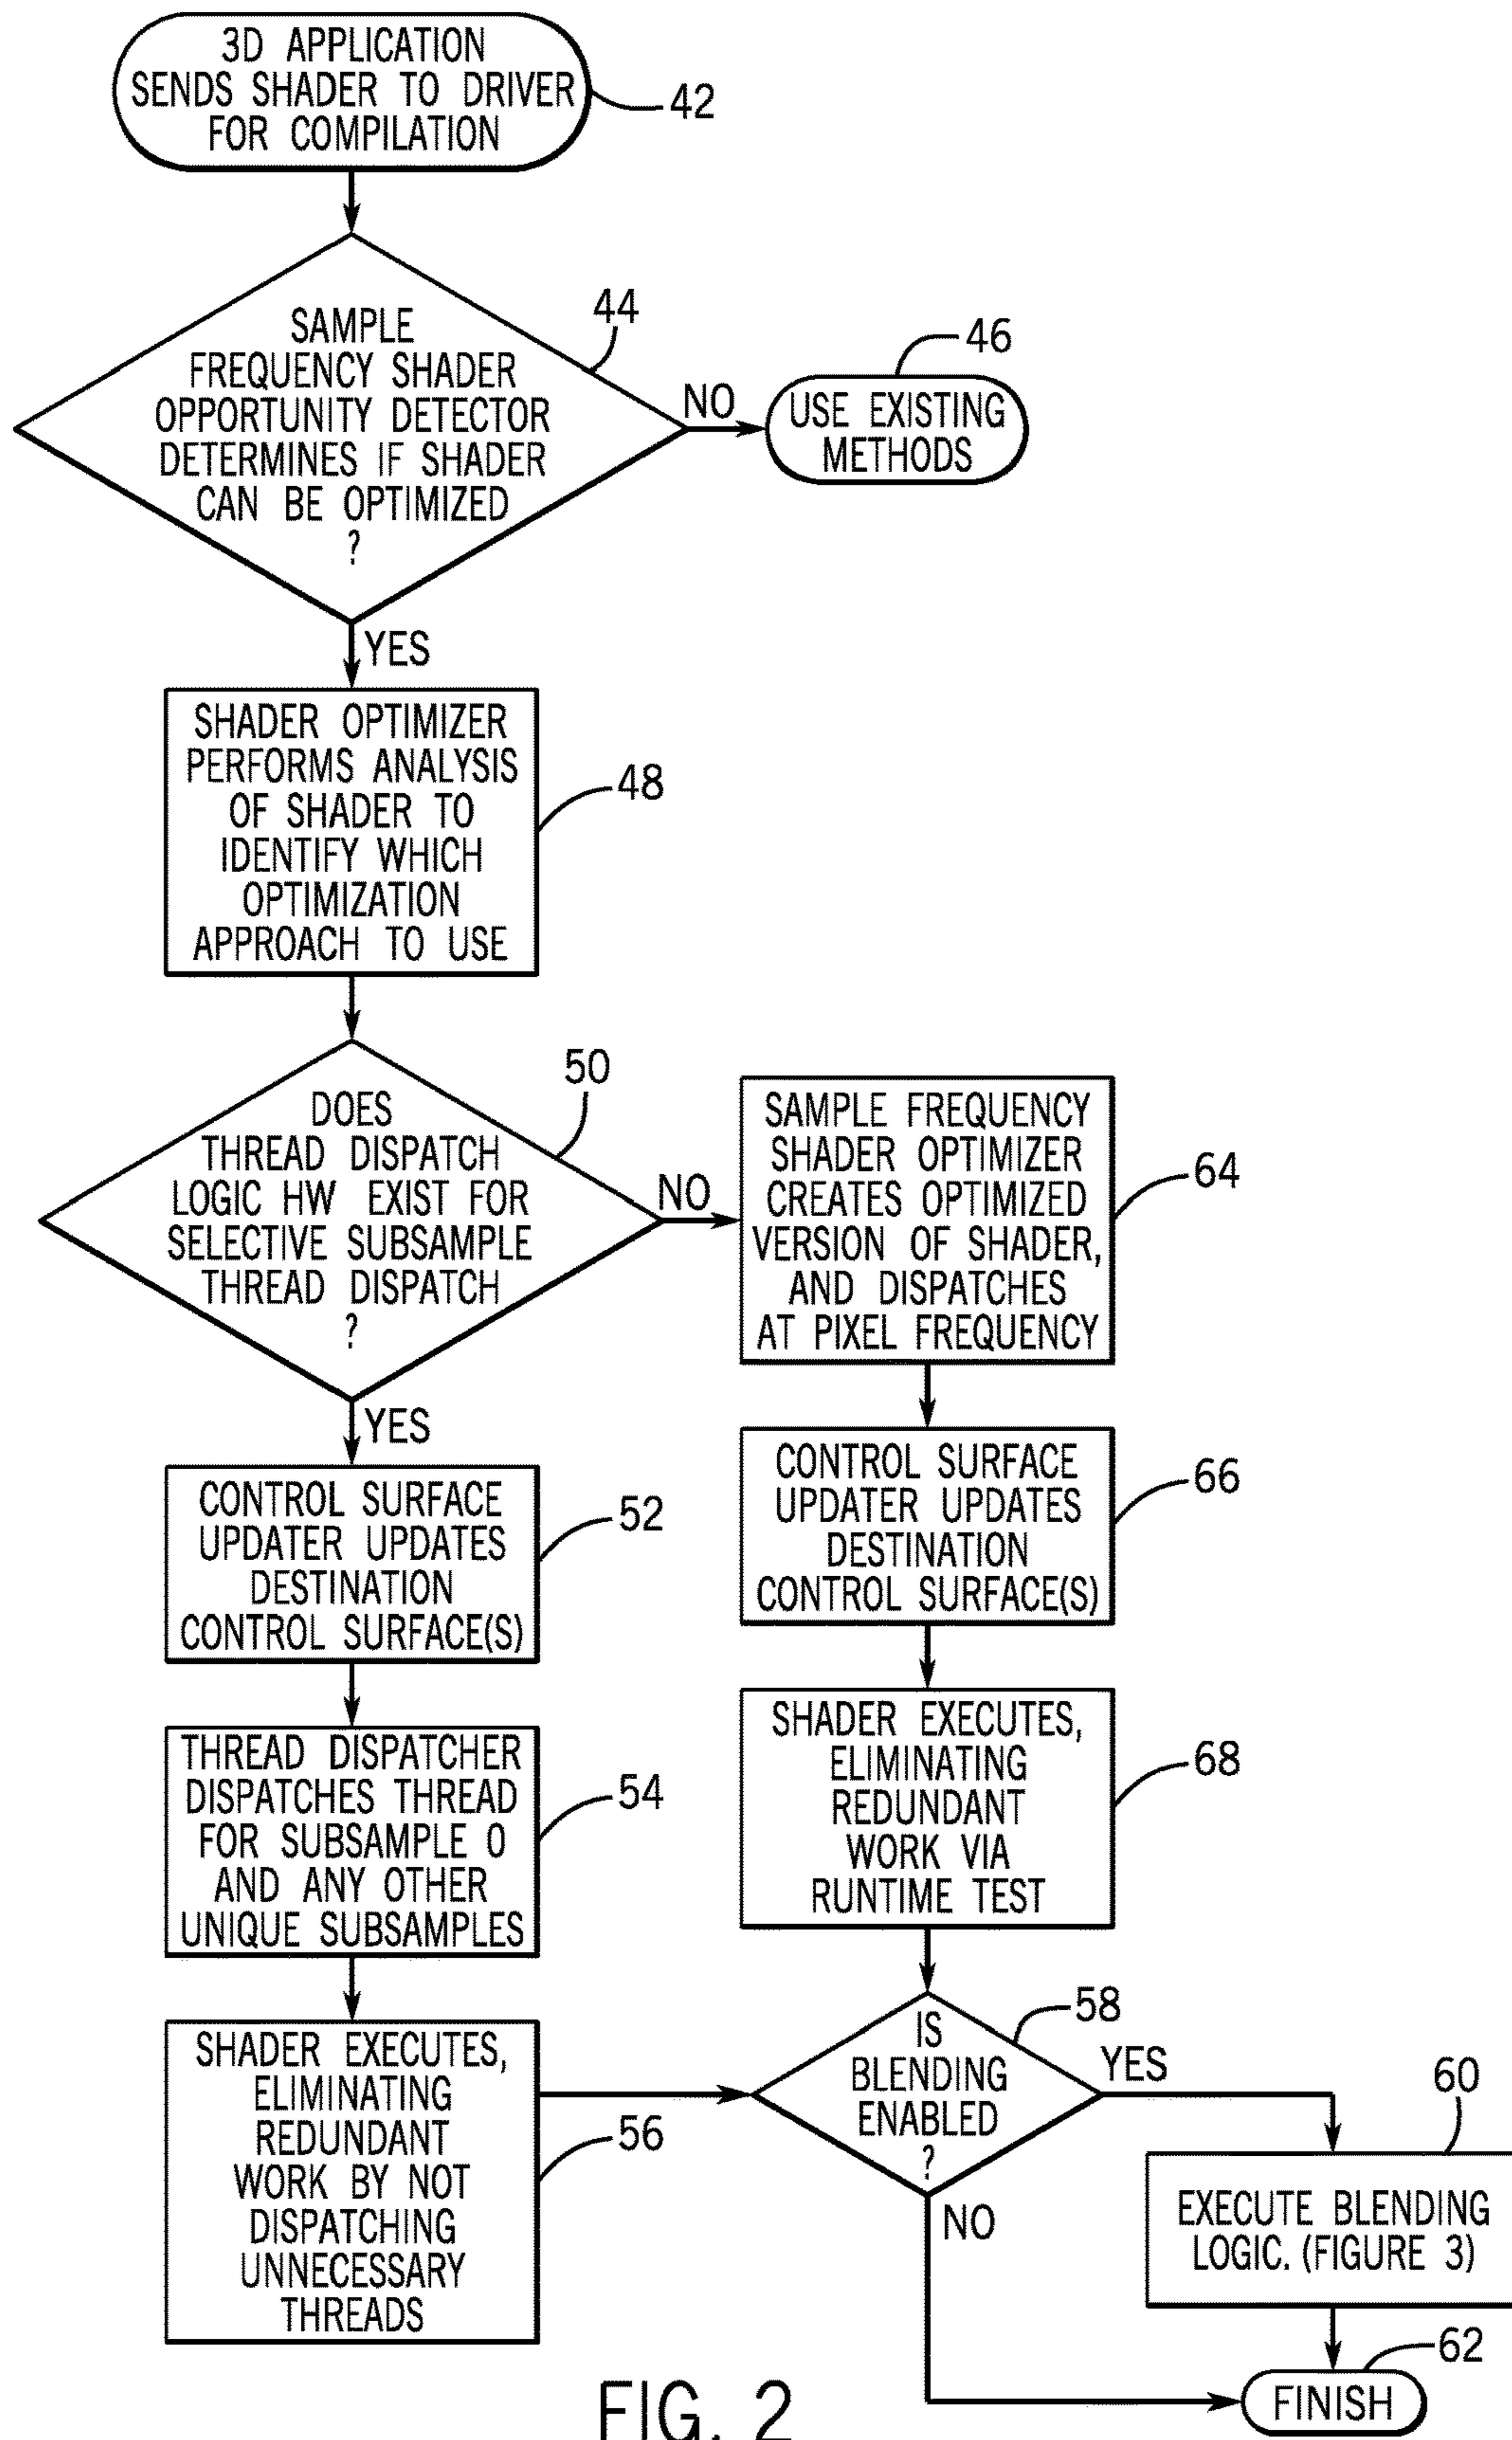 3D APPLICATION
SENDS SHADER TO DRIVER
FOR COMPILATION
42
SAMPLE
FREQUENCY SHADER
OPPORTUNITY DETECTOR
DETERMINES IF SHADER
CAN BE OPTIMIZED
?
44
NO
46
USE EXISTING
METHODS
YES
SHADER OPTIMIZER
PERFORMS ANALYSIS
OF SHADER TO
IDENTIFY WHICH
OPTIMIZATION
APPROACH TO USE
48
DOES
THREAD DISPATCH
LOGIC HW EXIST FOR
SELECTIVE SUBSAMPLE
THREAD DISPATCH
?
50
NO
SAMPLE FREQUENCY
SHADER OPTIMIZER
CREATES OPTIMIZED
VERSION OF SHADER,
AND DISPATCHES
AT PIXEL FREQUENCY
64
YES
CONTROL SURFACE
UPDATER UPDATES
DESTINATION
CONTROL SURFACE(S)
52
CONTROL SURFACE
UPDATER UPDATES
DESTINATION
CONTROL SURFACE(S)
66
THREAD DISPATCHER
DISPATCHES THREAD
FOR SUBSAMPLE 0
AND ANY OTHER
UNIQUE SUBSAMPLES
54
SHADER EXECUTES,
ELIMINATING
REDUNDANT
WORK VIA
RUNTIME TEST
68
SHADER EXECUTES,
ELIMINATING
REDUNDANT
WORK BY NOT
DISPATCHING
UNNECESSARY
THREADS
56
IS
BLENDING
ENABLED
?
58
YES
NO
60
EXECUTE BLENDING
LOGIC. (FIGURE 3)
62
FINISH
FIG. 2